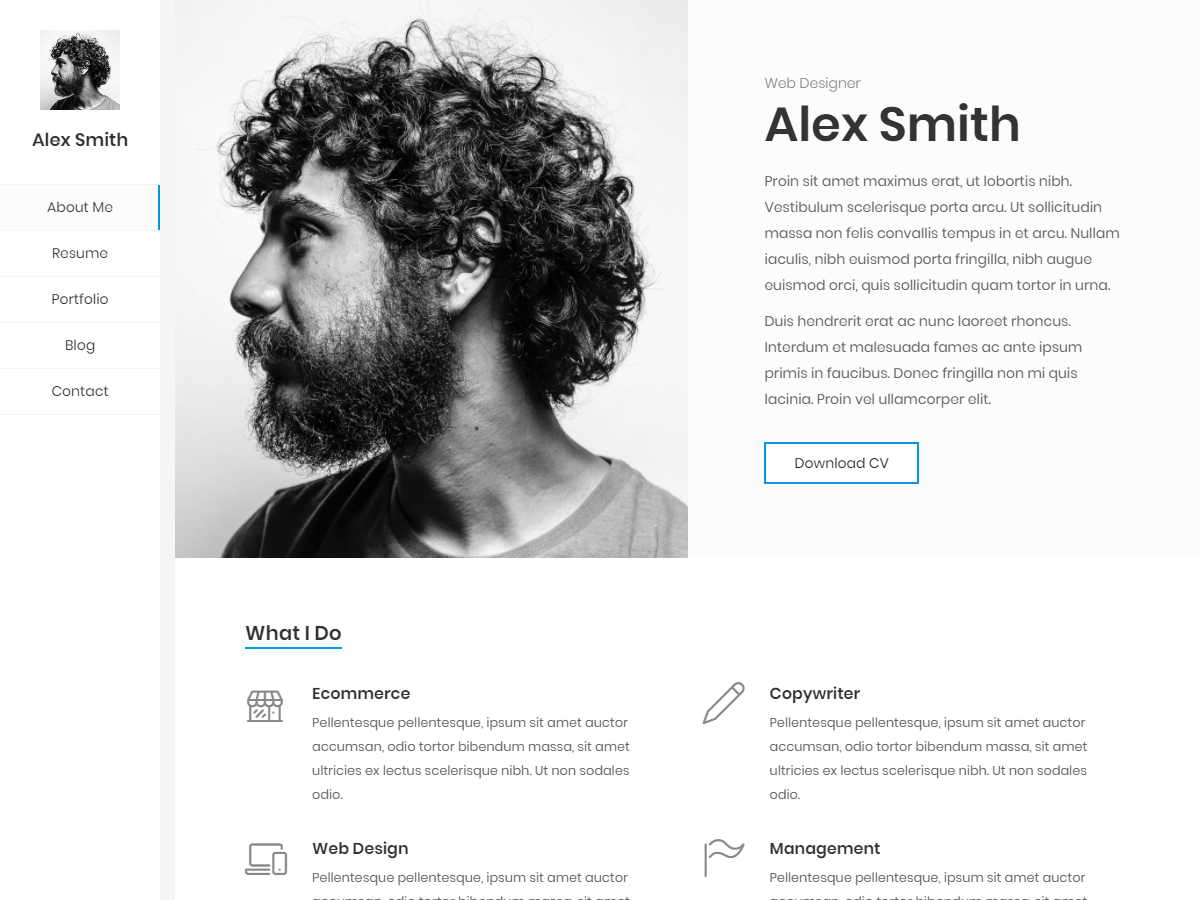 Alex Smith
About Me
Resume
Portfolio
Blog
Contact
Web Designer
Alex Smith
Proin sit amet maximus erat, ut lobortis nibh.
Vestibulum scelerisque porta arcu. Ut sollicitudin
massa non felis convallis tempus in et arcu. Nullam
iaculis, nibh euismod porta fringilla, nibh augue
euismod orci, quis sollicitudin quam tortor in urna.
Duis hendrerit erat ac nunc laoreet rhoncus.
Interdum et malesuada fames ac ante ipsum
primis in faucibus. Donec fringilla non mi quis
lacinia. Proin vel ullamcorper elit.
Download CV
What I Do
Ecommerce
Pellentesque pellentesque, ipsum sit amet auctor
accumsan, odio tortor bibendum massa, sit amet
ultricies ex lectus scelerisque nibh. Ut non sodales
odio.
Copywriter
Pellentesque pellentesque, ipsum sit amet auctor
accumsan, odio tortor bibendum massa, sit amet
ultricies ex lectus scelerisque nibh. Ut non sodales
odio.
Web Design
Pellentesque pellentesque, ipsum sit amet auctor
Management
Pellentesque pellentesque, ipsum sit amet auctor